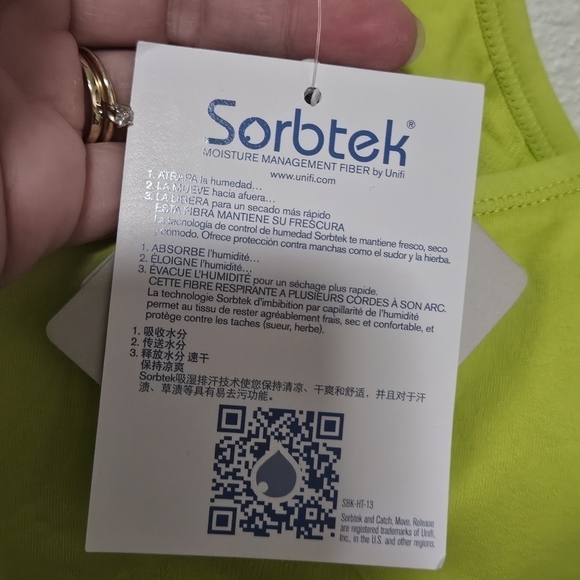 Sorbtek®
MOISTURE MANAGEMENT FIBER by Unifi
www.unifi.com
1. ATRAPA la humedad...
2. LA MUEVE hacia afuera...
3. LA LIBERA para un secado más rápido
ESTA FIBRA MANTIENE SU FRESCURA
La tecnología de control de humedad Sorbtek te mantiene fresco, seco
y cómodo. Ofrece protección contra manchas como el sudor y la hierba.
1. ABSORBE l'humidité...
2. ÉLOIGNE l'humidité...
3. ÉVACUE L'HUMIDITÉ pour un séchage plus rapide.
CETTE FIBRE RESPIRANTE A PLUSIEURS CORDES À SON ARC.
La technologie Sorbtek d'imbibition par capillarité de l'humidité
permet au tissu de rester agréablement frais, sec et confortable, et
protège contre les taches (sueur, herbe).
1. 吸收水分
2. 传送水分
3. 释放水分 速干
保持凉爽
Sorbtek吸湿排汗技术使您保持清凉、干爽和舒适，并且对于汗
渍、草渍等具有易去污功能。
SBK-HT-13
Sorbtek and Catch, Move, Release
are registered trademarks of Unifi,
Inc., in the U.S. and other regions.